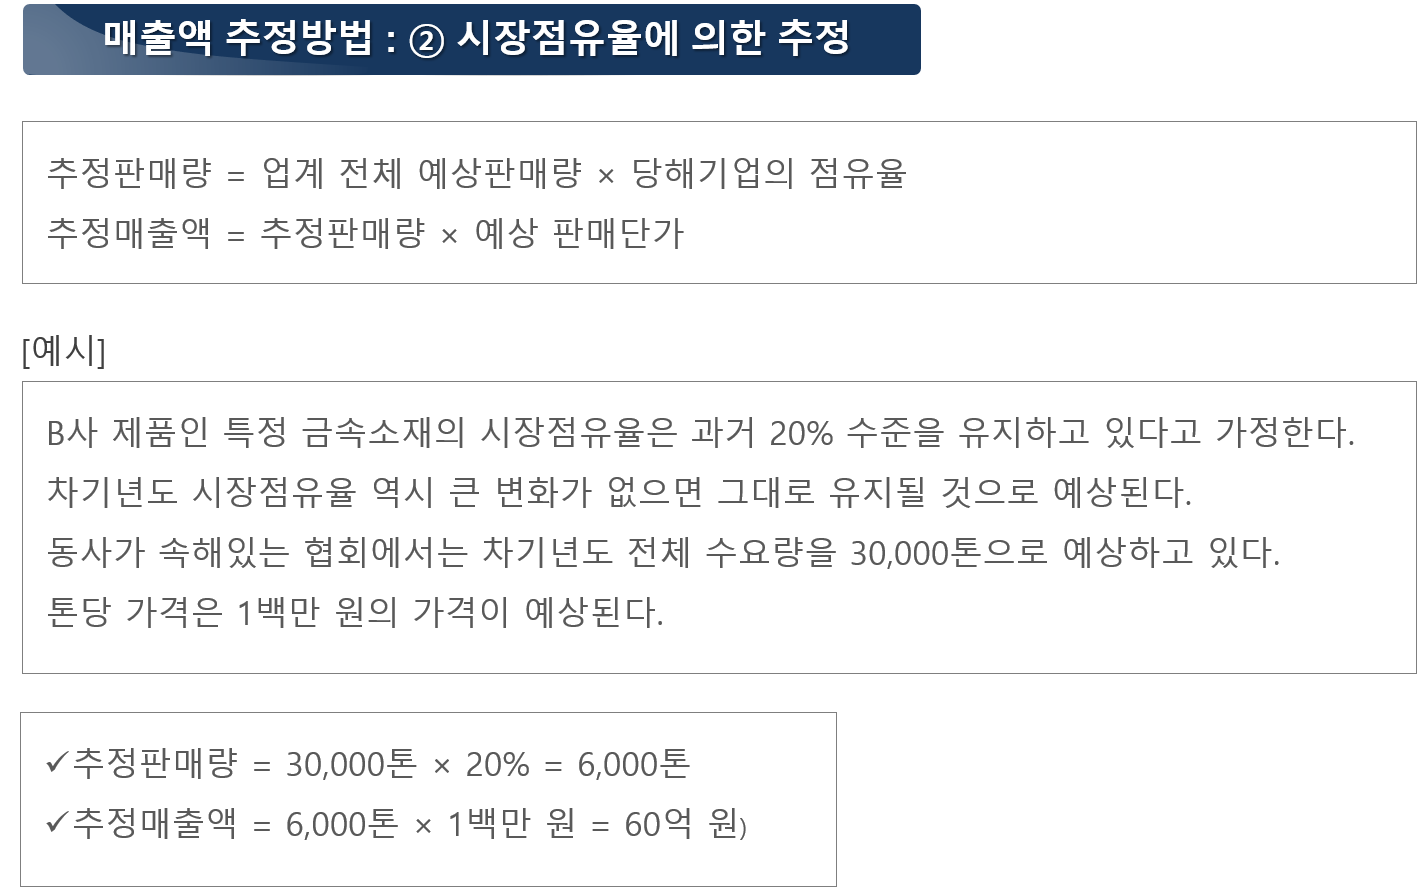 매출액 추정방법 : ② 시장점유율에 의한 추정
추정판매량 = 업계 전체 예상판매량 × 당해기업의 점유율
추정매출액 = 추정판매량 × 예상 판매단가
[예시]
B사 제품인 특정 금속소재의 시장점유율은 과거 20% 수준을 유지하고 있다고 가정한다.
차기년도 시장점유율 역시 큰 변화가 없으면 그대로 유지될 것으로 예상된다.
동사가 속해있는 협회에서는 차기년도 전체 수요량을 30,000톤으로 예상하고 있다.
톤당 가격은 1백만 원의 가격이 예상된다.
✓추정판매량 = 30,000톤 × 20% = 6,000톤
✓추정매출액 = 6,000톤 × 1백만 원 = 60억 원)